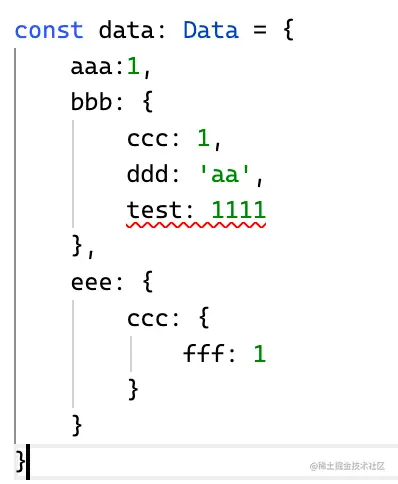 const data: Data = {
    aaa:1,
    bbb: {
        ccc: 1,
        ddd: 'aa',
        test: 1111
    },
    eee: {
        ccc: {
            fff: 1
        }
    }
}
@稀土掘金技术社区